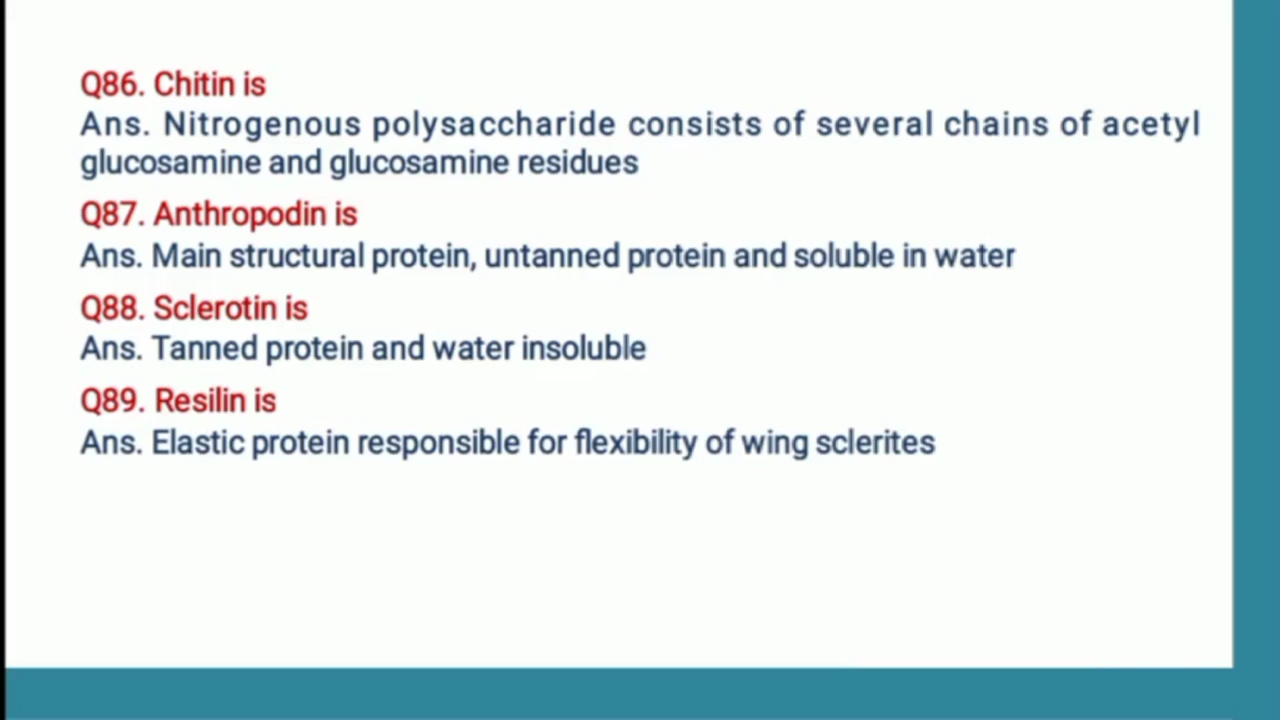 Q86. Chitin is
Ans. Nitrogenous polysaccharide consists of several chains of acetyl
glucosamine and glucosamine residues
Q87. Anthropodin is
Ans. Main structural protein, untanned protein and soluble in water
Q88. Sclerotin is
Ans. Tanned protein and water insoluble
Q89. Resilin is
Ans. Elastic protein responsible for flexibility of wing sclerites